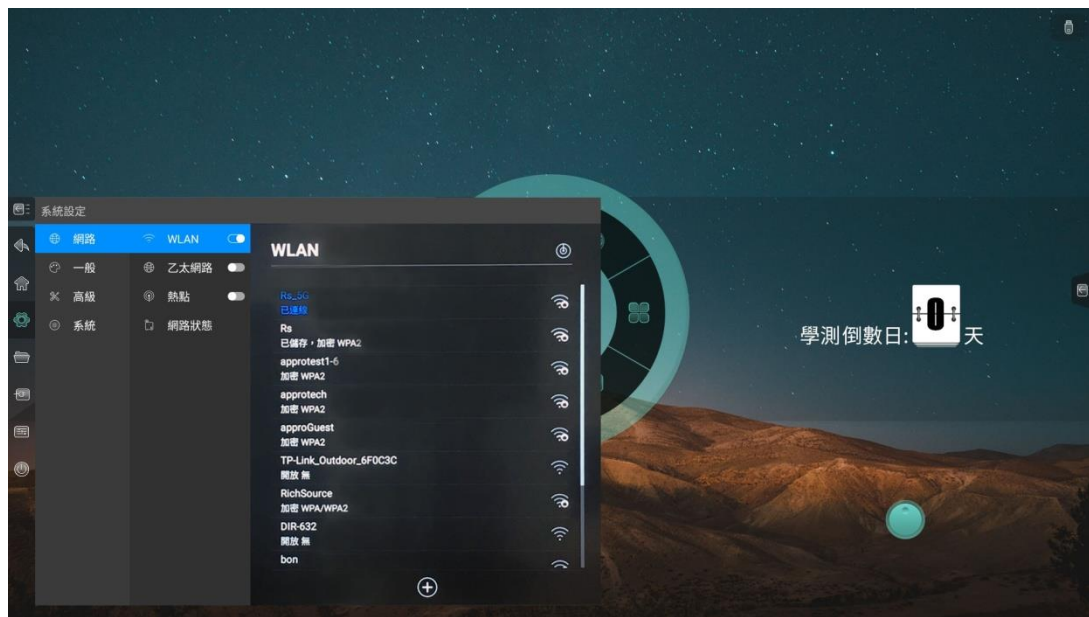 系統設定
網路
一般
高級
系統
WLAN
乙太網路
熱點
網路狀態
WLAN
Rs_5G
已連線
Rs
已儲存，加密 WPA2
approtest1-6
加密 WPA2
approtech
加密 WPA2
approGuest
加密 WPA2
TP-Link_Outdoor_6F0C3C
開放 無
RichSource
加密 WPA/WPA2
DIR-632
開放 無
bon
學測倒數日: 0 天